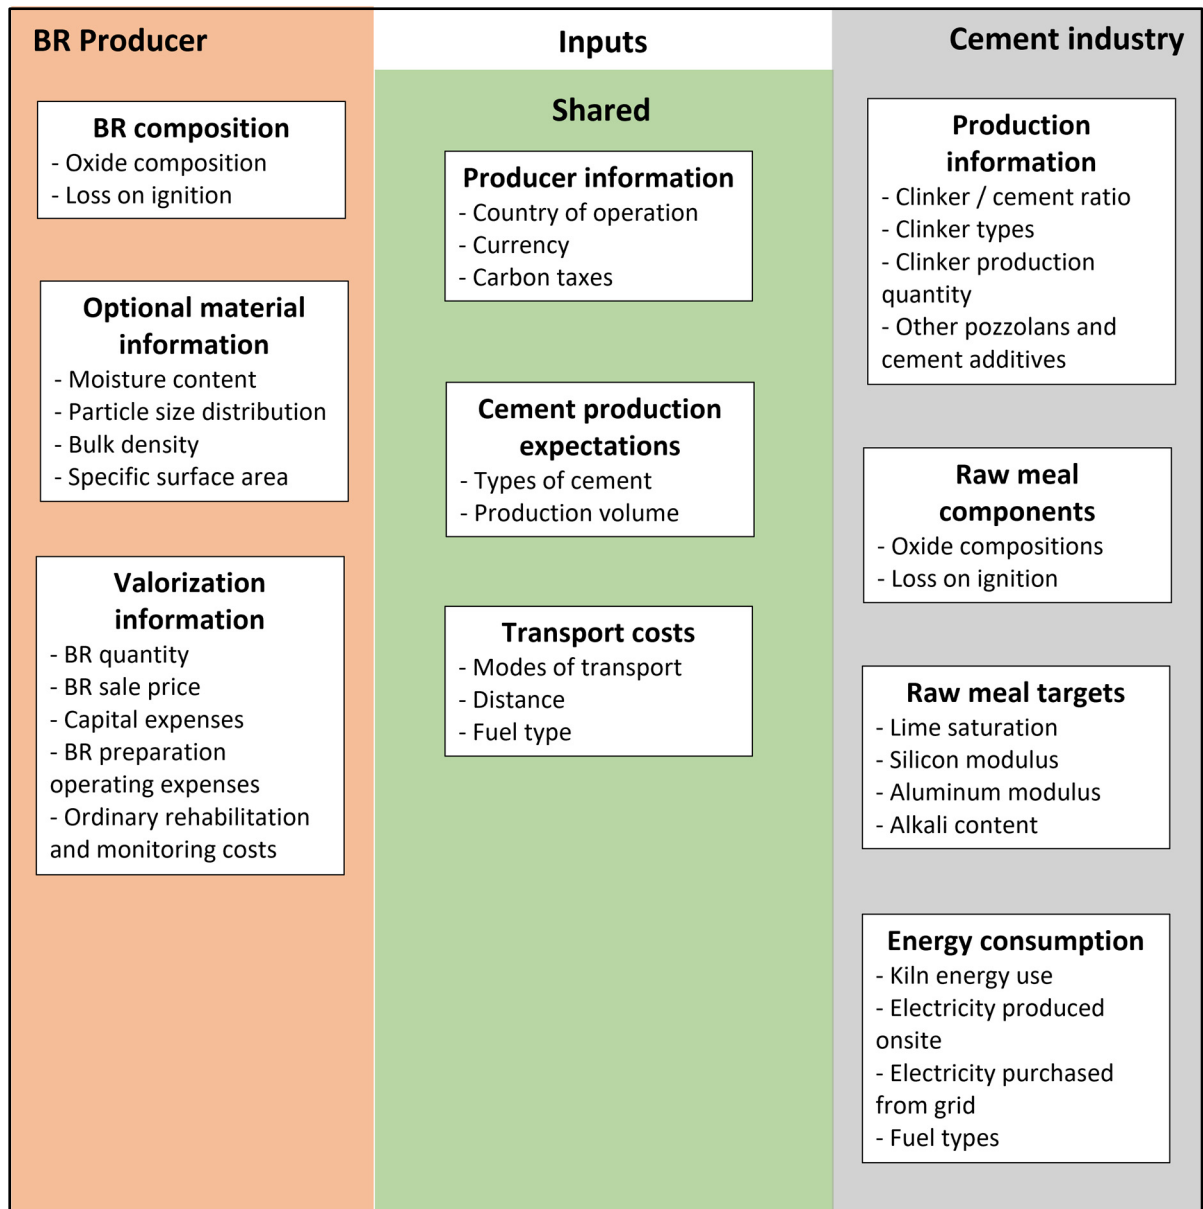 BR Producer
Inputs
Cement industry
BR composition
- Oxide composition
- Loss on ignition
Optional material
information
- Moisture content
- Particle size distribution
- Bulk density
- Specific surface area
Valorization
information
- BR quantity
- BR sale price
- Capital expenses
- BR preparation
operating expenses
- Ordinary rehabilitation
and monitoring costs
Shared
Producer information
- Country of operation
- Currency
- Carbon taxes
Cement production
expectations
- Types of cement
- Production volume
Transport costs
- Modes of transport
- Distance
- Fuel type
Production
information
- Clinker / cement ratio
- Clinker types
- Clinker production
quantity
- Other pozzolans and
cement additives
Raw meal
components
- Oxide compositions
- Loss on ignition
Raw meal targets
- Lime saturation
- Silicon modulus
- Aluminum modulus
- Alkali content
Energy consumption
- Kiln energy use
- Electricity produced
onsite
- Electricity purchased
from grid
- Fuel types